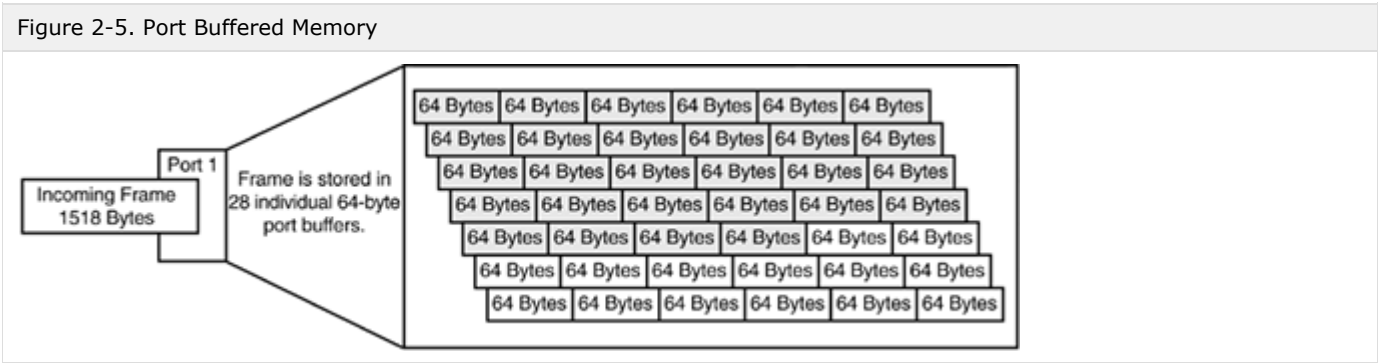 Figure 2-5. Port Buffered Memory
Port 1
Incoming Frame
1518 Bytes
Frame is stored in
28 individual 64-byte
port buffers.
64 Bytes 64 Bytes 64 Bytes 64 Bytes 64 Bytes 64 Bytes
64 Bytes 64 Bytes 64 Bytes 64 Bytes 64 Bytes 64 Bytes
64 Bytes 64 Bytes 64 Bytes 64 Bytes 64 Bytes 64 Bytes
64 Bytes 64 Bytes 64 Bytes 64 Bytes 64 Bytes 64 Bytes
64 Bytes 64 Bytes 64 Bytes 64 Bytes 64 Bytes 64 Bytes
64 Bytes 64 Bytes 64 Bytes 64 Bytes 64 Bytes 64 Bytes
64 Bytes 64 Bytes 64 Bytes 64 Bytes 64 Bytes 64 Bytes